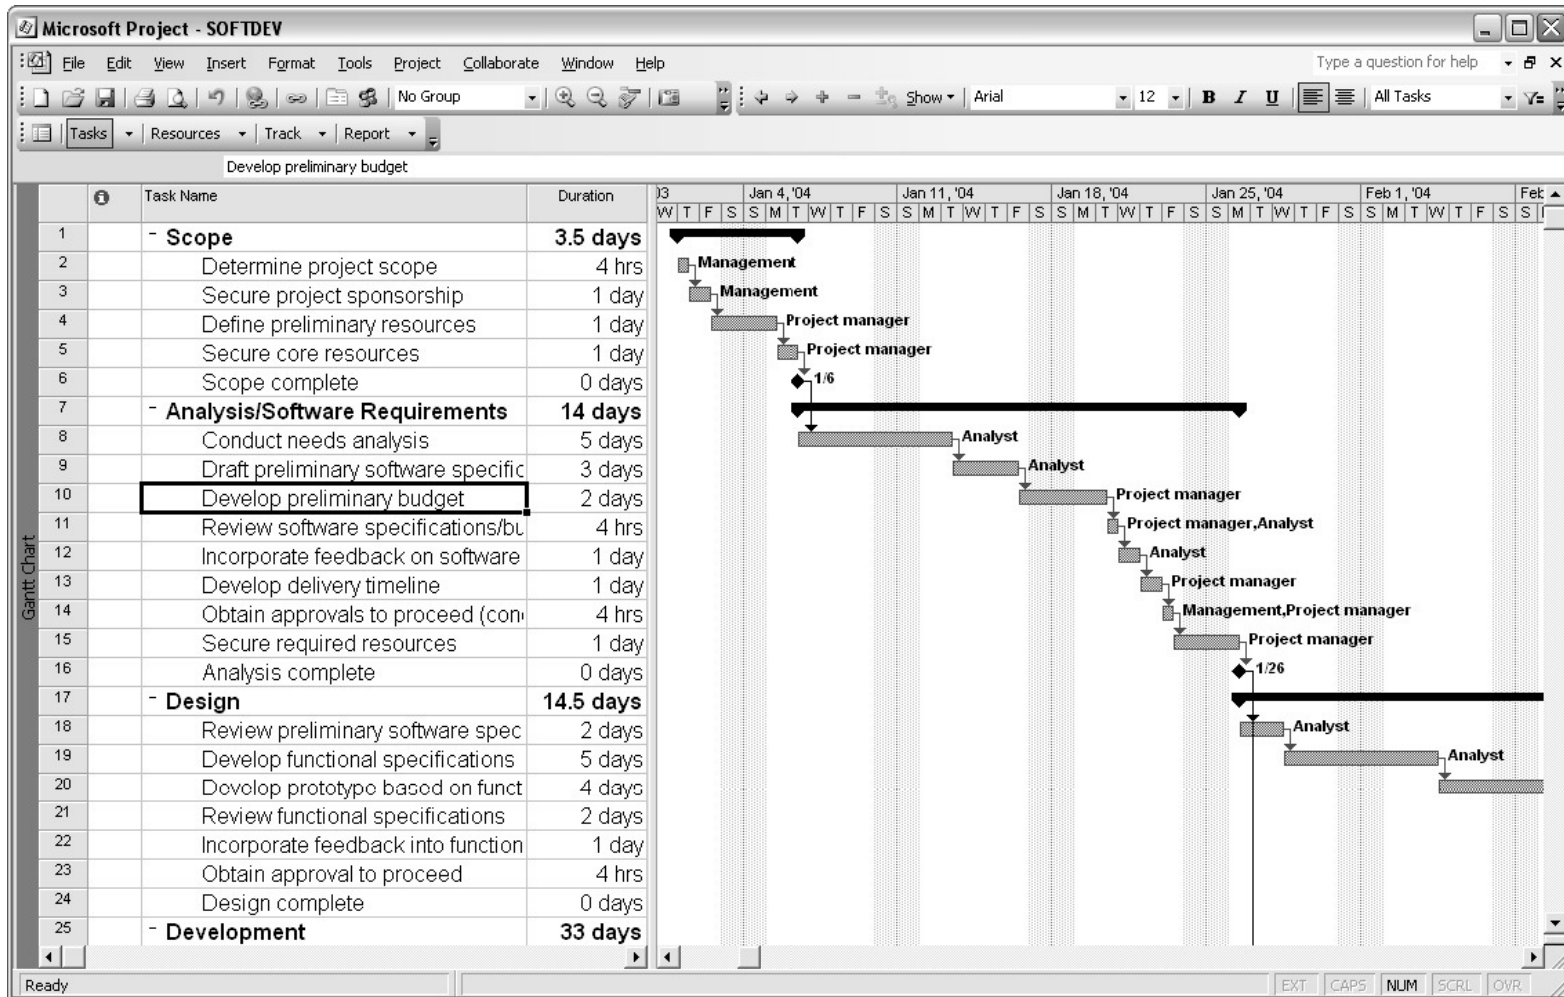 Microsoft Project - SOFTDEV
File Edit View Insert Format Tools Project Collaborate Window Help Type a question for help
No Group Show Arial 12 B I U All Tasks
Tasks Resources Track Report
Develop preliminary budget
Task Name Duration 03 Jan 4, '04 Jan 11, '04 Jan 18, '04 Jan 25, '04 Feb 1, '04 Feb
W T F S S M T W T F S S M T W T F S S M T W T F S S M T W T F S S M T W T F S S
1 - Scope 3.5 days
2 Determine project scope 4 hrs Management
3 Secure project sponsorship 1 day Management
4 Define preliminary resources 1 day Project manager
5 Secure core resources 1 day Project manager
6 Scope complete 0 days 1/6
7 - Analysis/Software Requirements 14 days
8 Conduct needs analysis 5 days Analyst
9 Draft preliminary software specific 3 days Analyst
10 Develop preliminary budget 2 days Project manager
11 Review software specifications/bu 4 hrs Project manager,Analyst
12 Incorporate feedback on software 1 day Analyst
13 Develop delivery timeline 1 day Project manager
14 Obtain approvals to proceed (con 4 hrs Management,Project manager
15 Secure required resources 1 day Project manager
16 Analysis complete 0 days 1/26
17 - Design 14.5 days
18 Review preliminary software spec 2 days Analyst
19 Develop functional specifications 5 days Analyst
20 Develop prototype based on funct 4 days
21 Review functional specifications 2 days
22 Incorporate feedback into function 1 day
23 Obtain approval to proceed 4 hrs
24 Design complete 0 days
25 - Development 33 days
Gantt Chart
Ready EXT CAPS NUM SCRL OVR